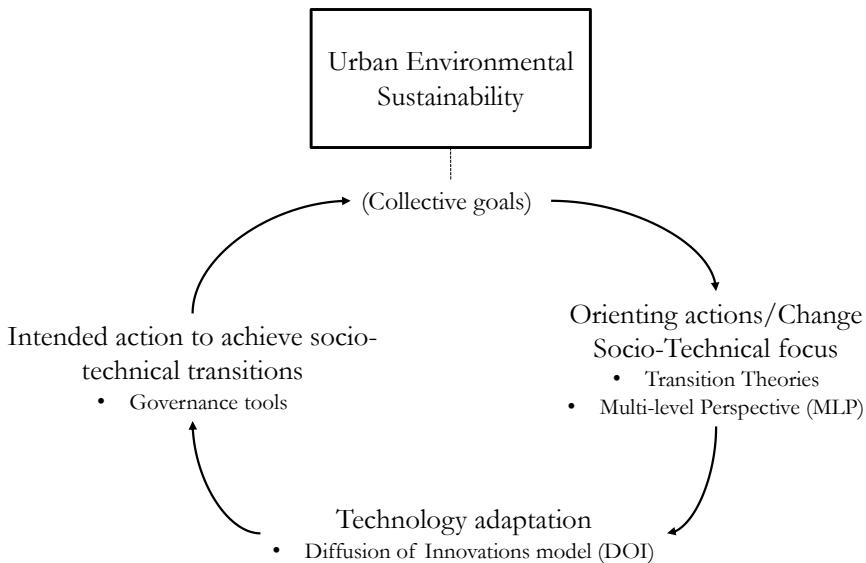 Urban Environmental
Sustainability
(Collective goals)
Orienting actions/Change
Socio-Technical focus
• Transition Theories
• Multi-level Perspective (MLP)
Technology adaptation
• Diffusion of Innovations model (DOI)
Intended action to achieve socio-
technical transitions
• Governance tools